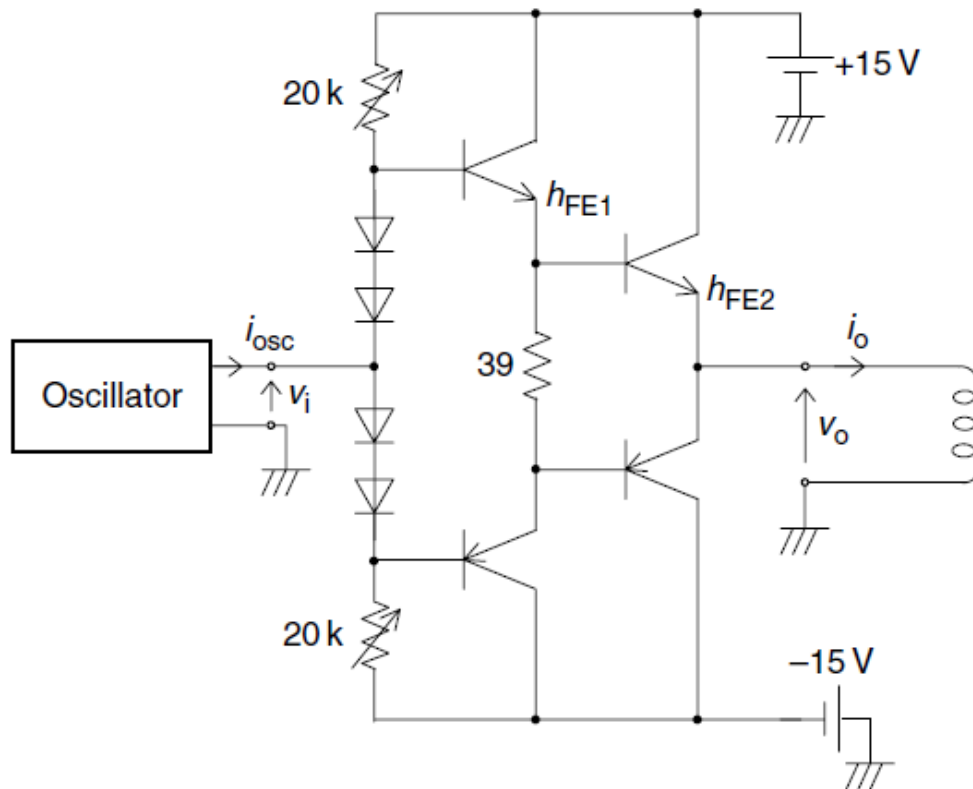 +15 V
20 k
hFE1
hFE2
iosc
io
39
Oscillator
vi
vo
20 k
–15 V